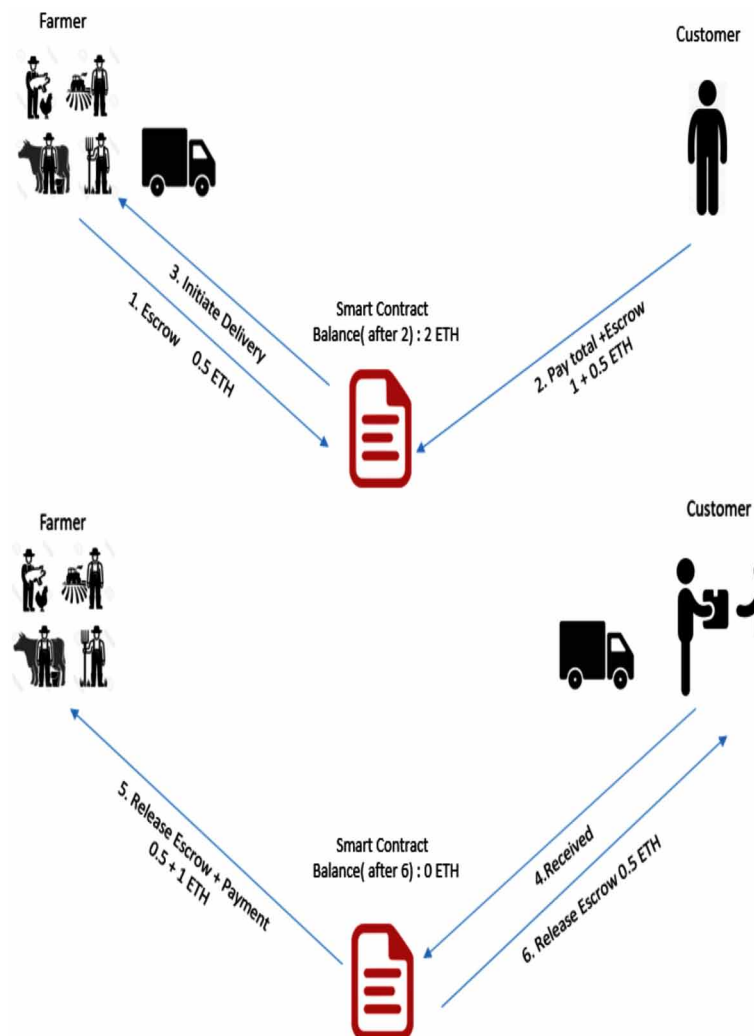 Farmer
Customer
3. Initiate Delivery
1. Escrow 0.5 ETH
Smart Contract
Balance( after 2) : 2 ETH
2. Pay total +Escrow
1 + 0.5 ETH
Farmer
Customer
5. Release Escrow + Payment
0.5 + 1 ETH
Smart Contract
Balance( after 6) : 0 ETH
4.Received
6. Release Escrow 0.5 ETH